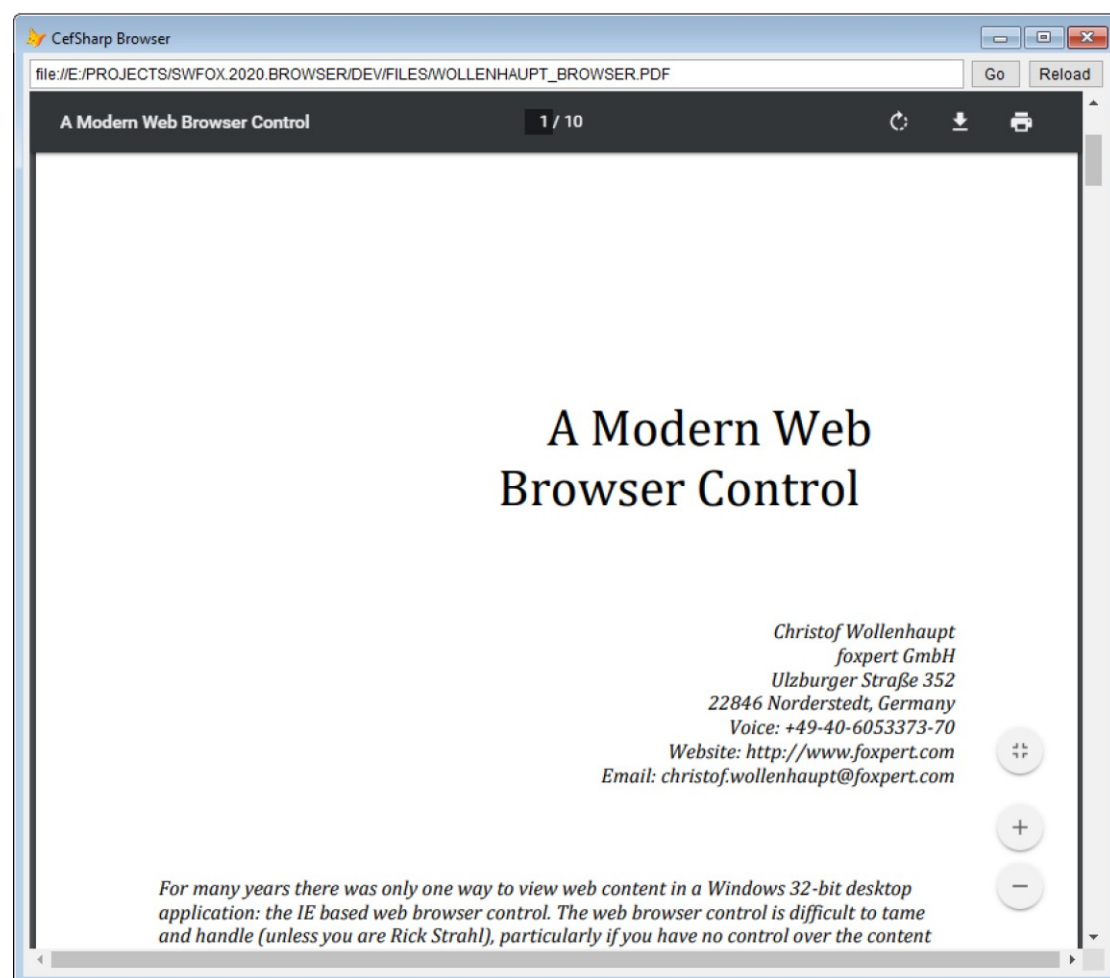 CefSharp Browser
file://E:/PROJECTS/SWFOX.2020.BROWSER/DEV/FILES/WOLLENHAUPT_BROWSER.PDF
Go
Reload
A Modern Web Browser Control
1 / 10
A Modern Web
Browser Control
Christof Wollenhaupt
foxpert GmbH
Ulzburger Straße 352
22846 Norderstedt, Germany
Voice: +49-40-6053373-70
Website: http://www.foxpert.com
Email: christof.wollenhaupt@foxpert.com
For many years there was only one way to view web content in a Windows 32-bit desktop
application: the IE based web browser control. The web browser control is difficult to tame
and handle (unless you are Rick Strahl), particularly if you have no control over the content